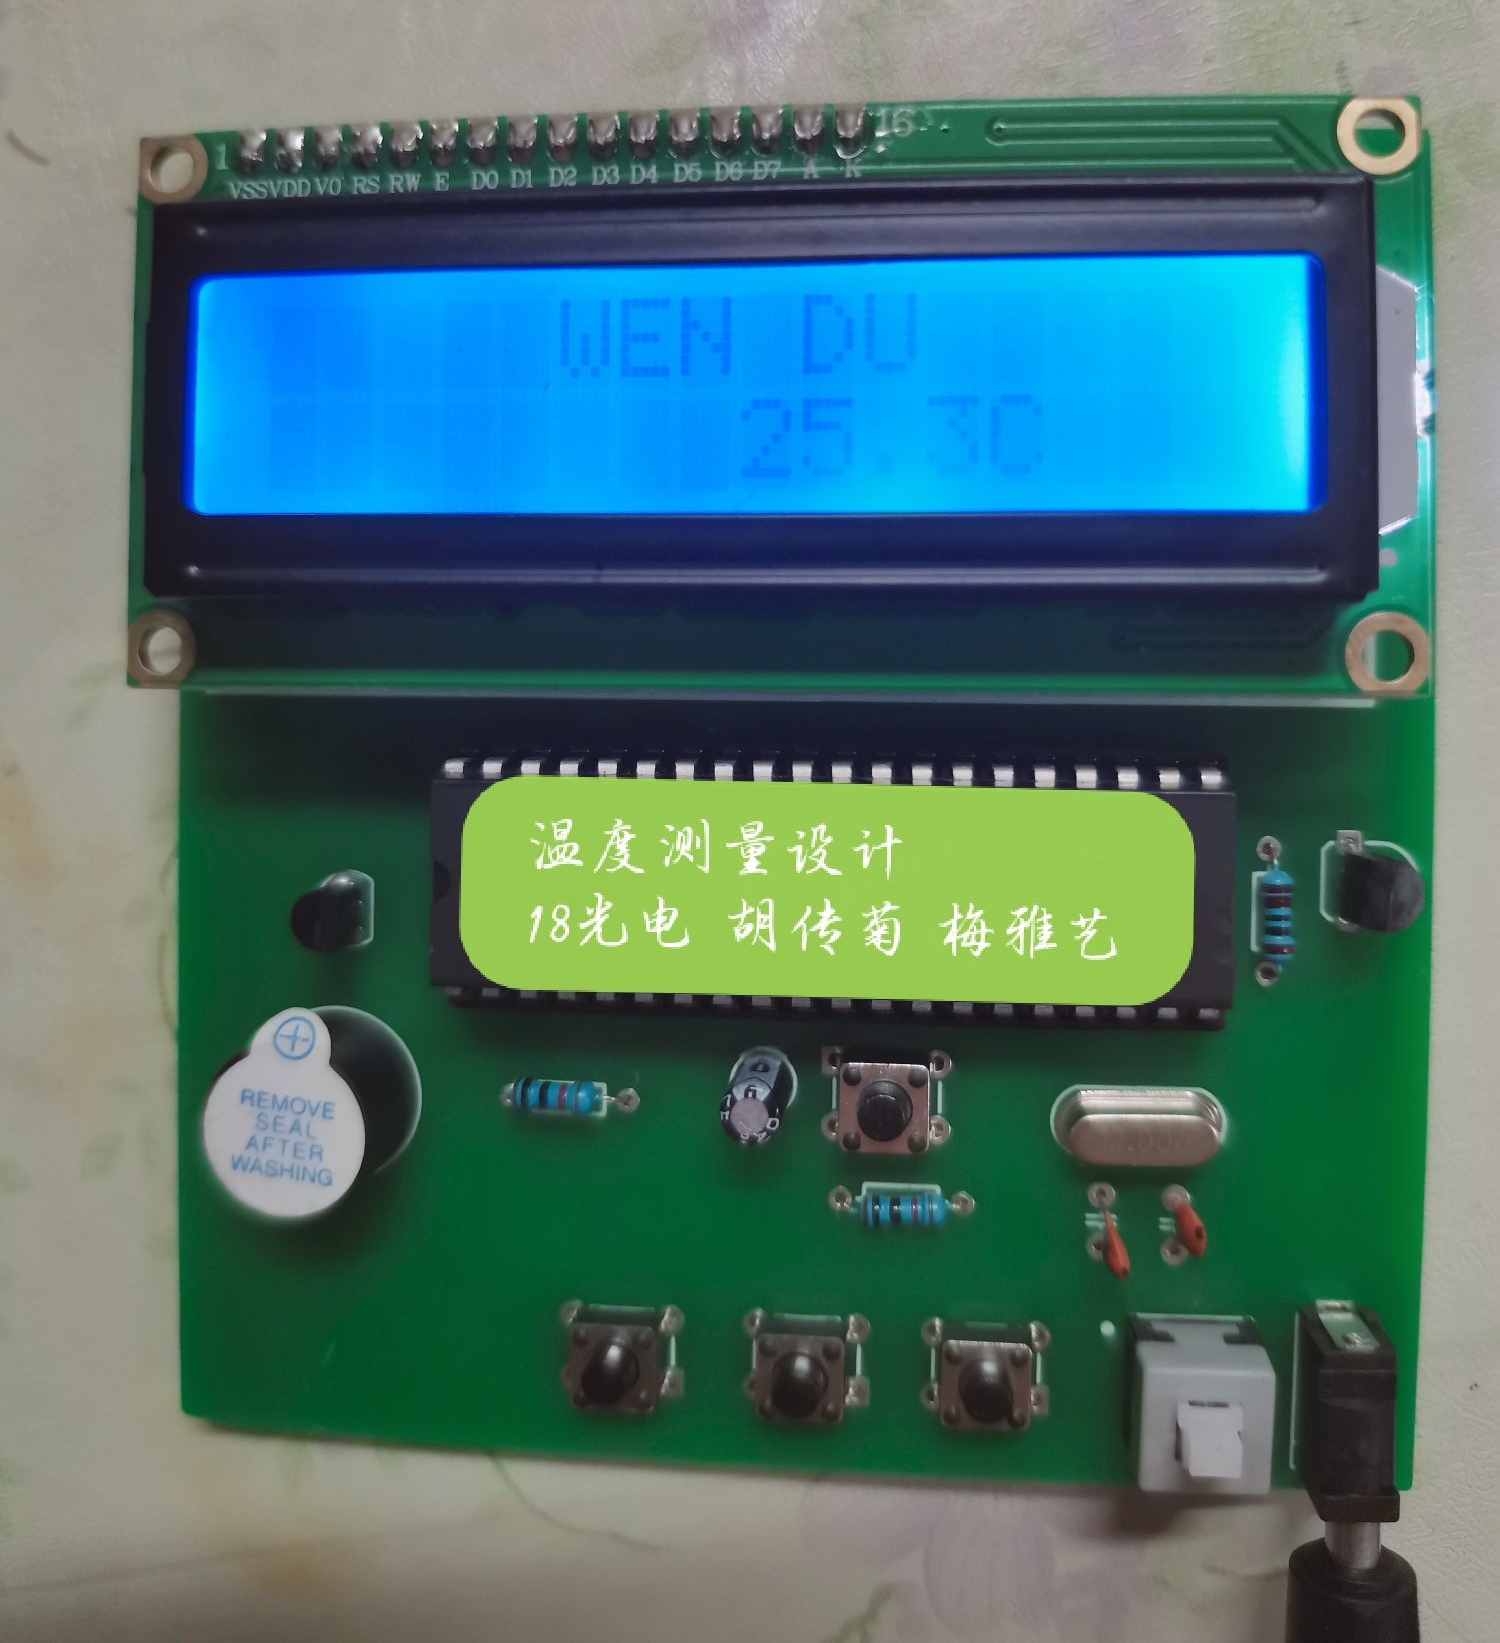 1 16
VSS VDD V0 RS RW E D0 D1 D2 D3 D4 D5 D6 D7 A K
WEN DU
25.3C
温度测量设计
18光电 胡传菊 梅雅艺
REMOVE
SEAL
AFTER
WASHING